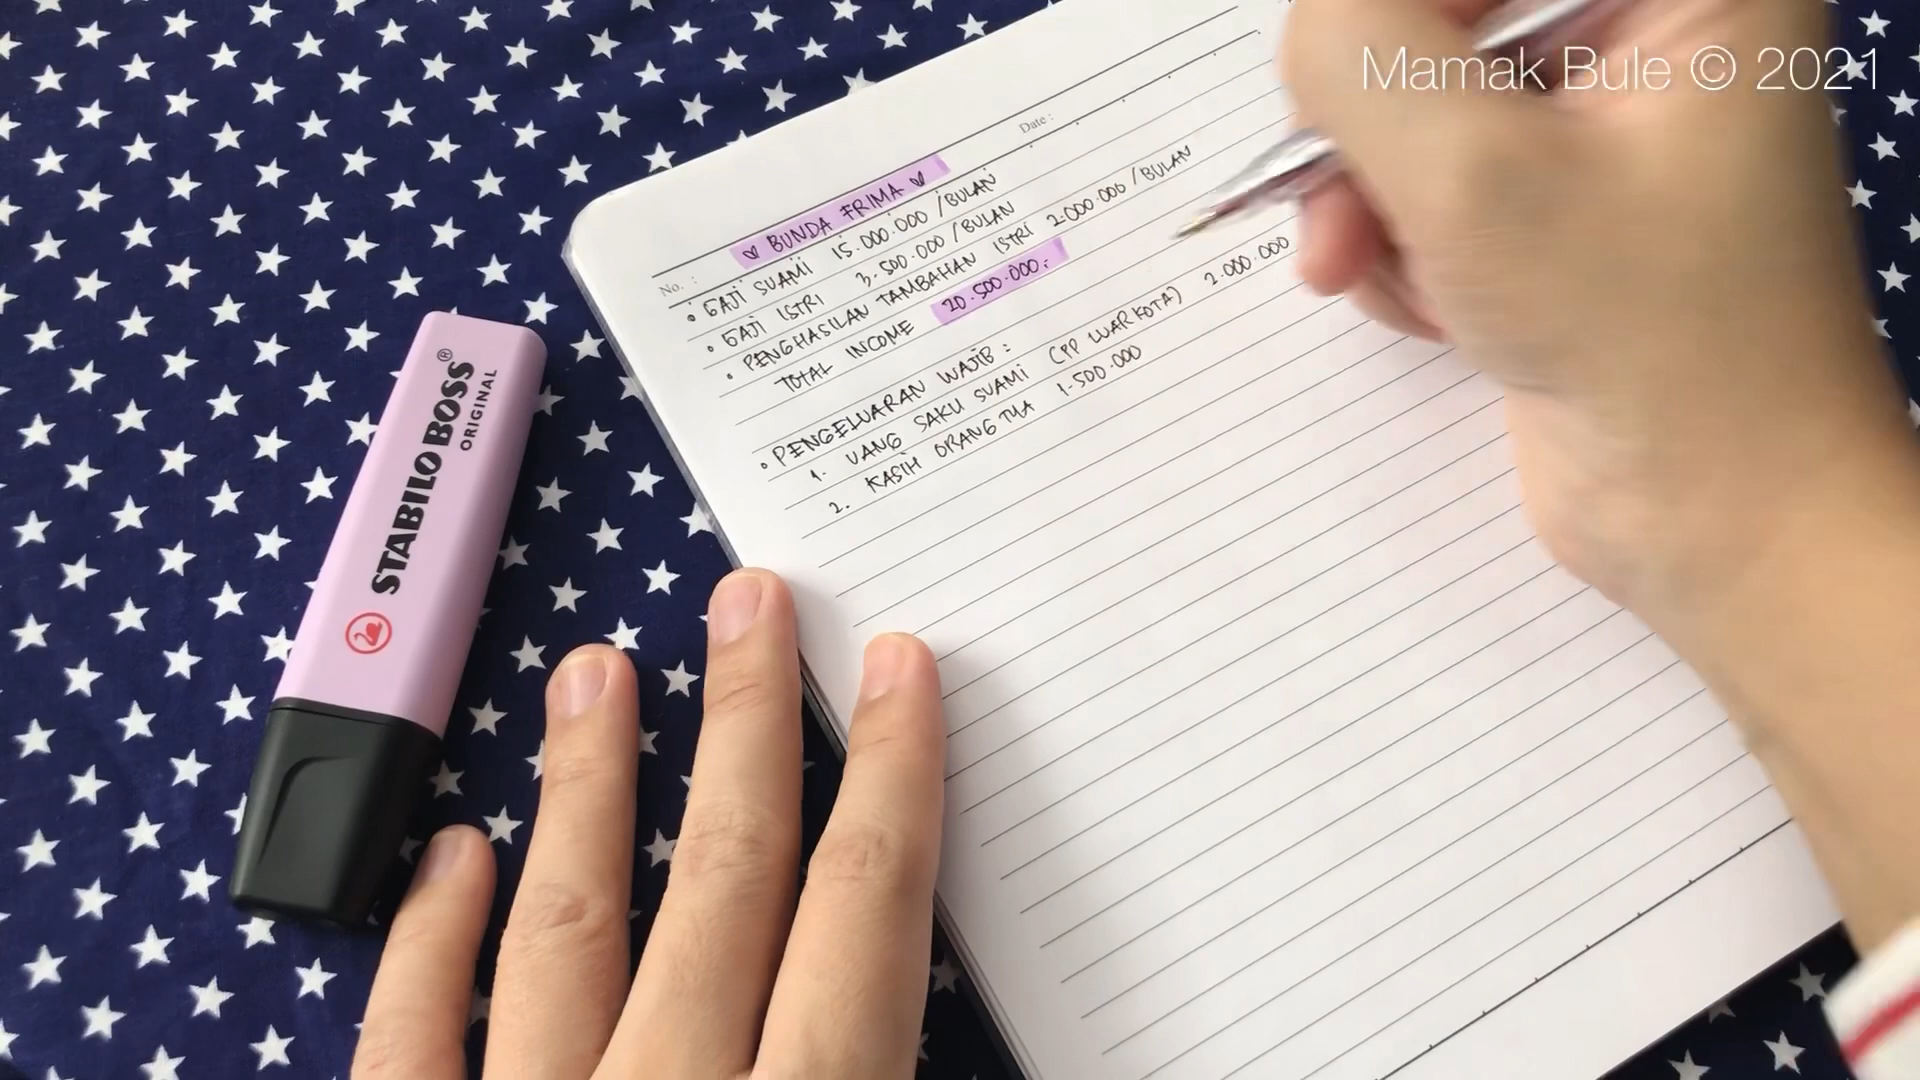 Mamak Bule © 2021
Date :
No. :
♥ BUNDA FRIMA ♥
• GAJI SUAMI 15.000.000 /BULAN
• GAJI ISTRI 3.500.000 /BULAN
• PENGHASILAN TAMBAHAN ISTRI 2.000.000 /BULAN
TOTAL INCOME 20.500.000,-
• PENGELUARAN WAJIB :
1. UANG SAKU SUAMI (PP LUAR KOTA) 2.000.000
2. KASIH ORANG TUA 1.500.000
STABILO BOSS®
ORIGINAL